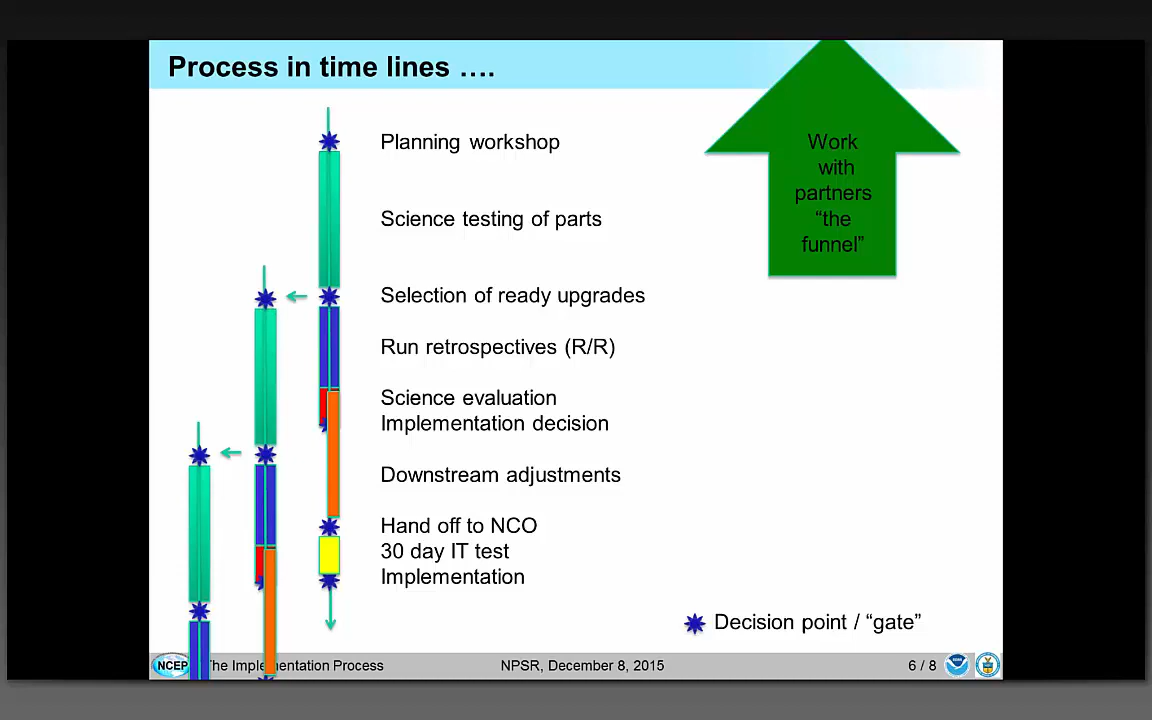 Process in time lines ....
Planning workshop
Science testing of parts
Selection of ready upgrades
Run retrospectives (R/R)
Science evaluation
Implementation decision
Downstream adjustments
Hand off to NCO
30 day IT test
Implementation
Work
with
partners
“the
funnel”
Decision point / “gate”
NCEP
The Implementation Process
NPSR, December 8, 2015
6 / 8